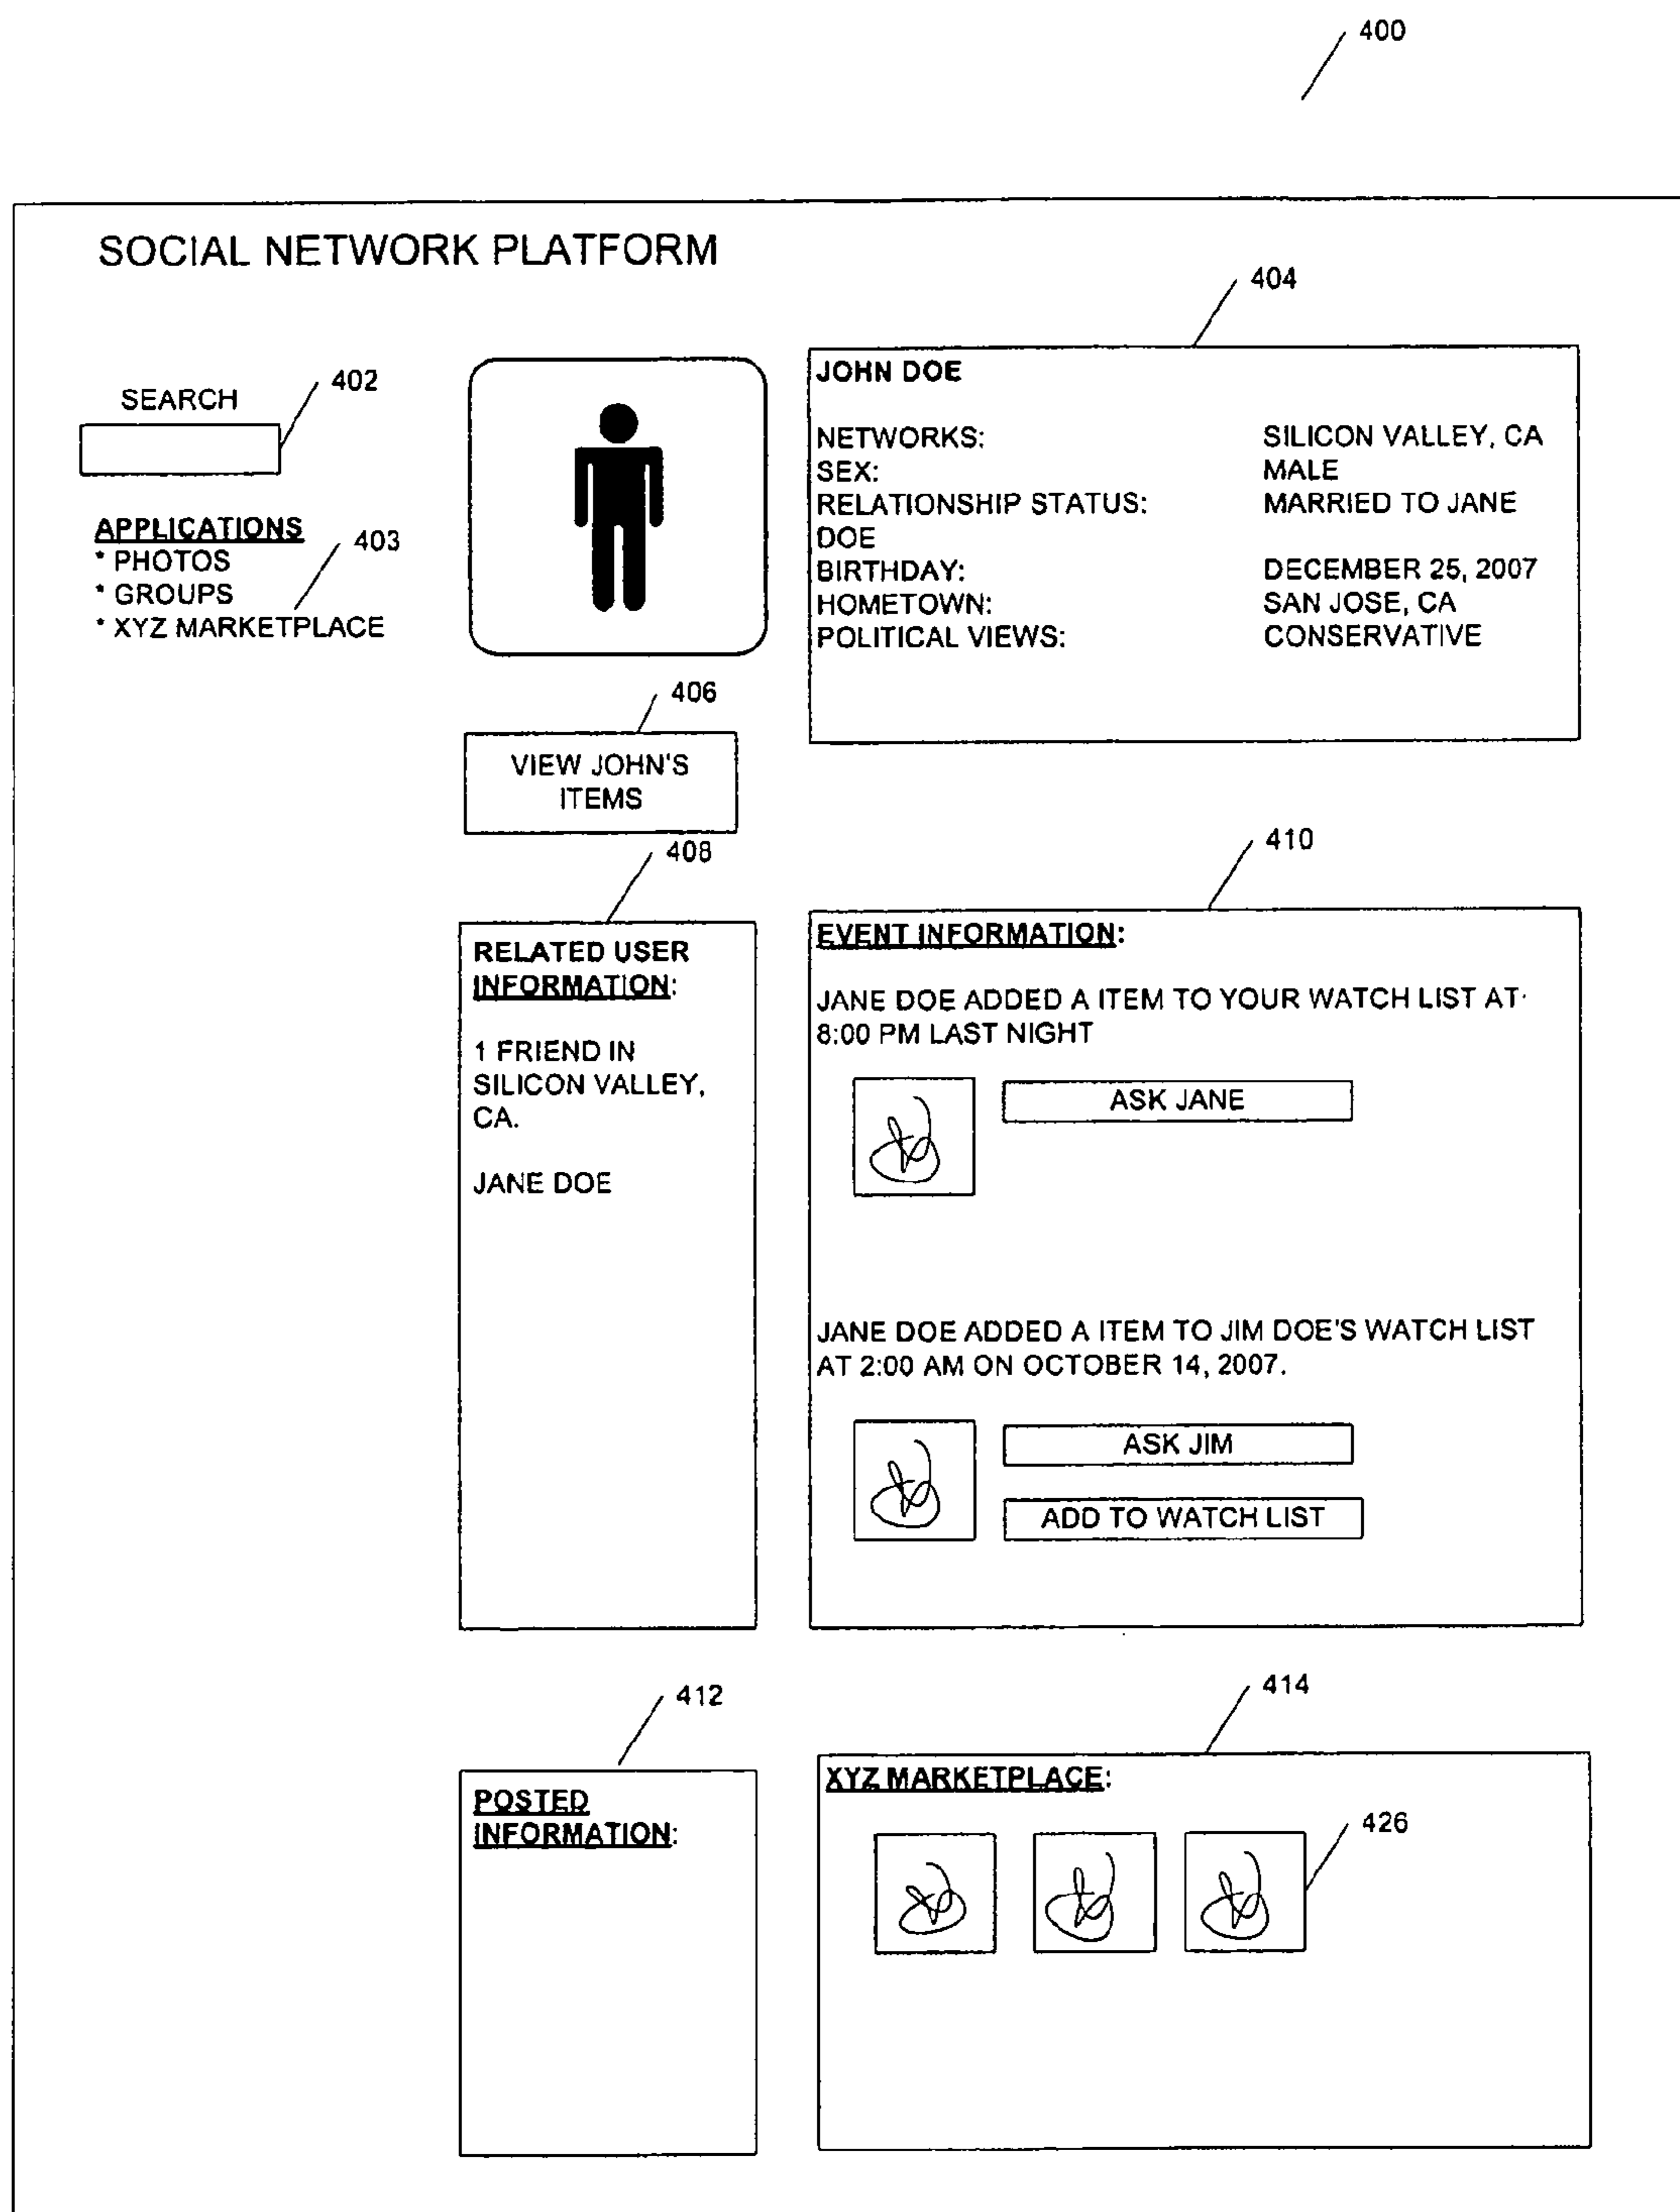 400
SOCIAL NETWORK PLATFORM
404
402
SEARCH
APPLICATIONS
* PHOTOS
403
* GROUPS
* XYZ MARKETPLACE
JOHN DOE
NETWORKS: SILICON VALLEY, CA
SEX: MALE
RELATIONSHIP STATUS: MARRIED TO JANE
DOE
BIRTHDAY: DECEMBER 25, 2007
HOMETOWN: SAN JOSE, CA
POLITICAL VIEWS: CONSERVATIVE
406
VIEW JOHN'S
ITEMS
408
RELATED USER
INFORMATION:
1 FRIEND IN
SILICON VALLEY,
CA.
JANE DOE
410
EVENT INFORMATION:
JANE DOE ADDED A ITEM TO YOUR WATCH LIST AT
8:00 PM LAST NIGHT
ASK JANE
JANE DOE ADDED A ITEM TO JIM DOE'S WATCH LIST
AT 2:00 AM ON OCTOBER 14, 2007.
ASK JIM
ADD TO WATCH LIST
412
POSTED
INFORMATION:
414
XYZ MARKETPLACE:
426